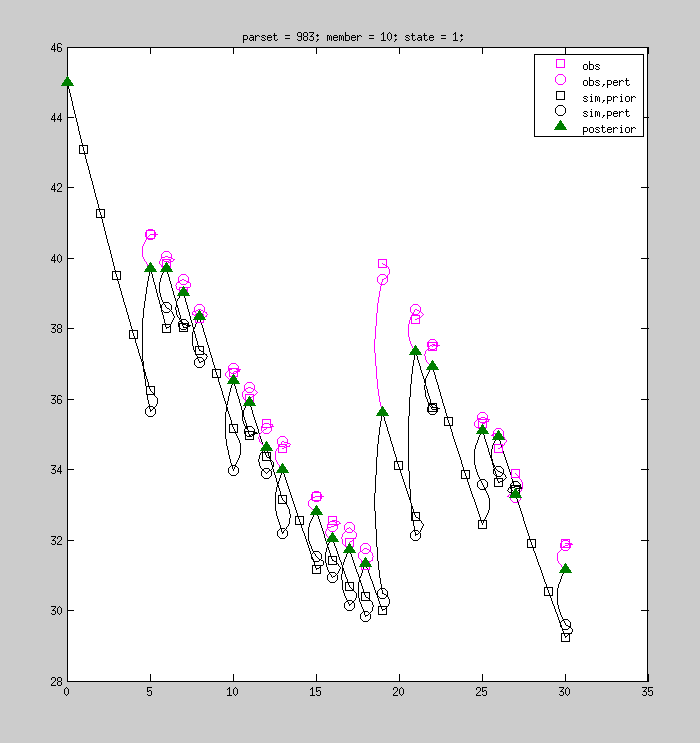 parset = 983; member = 10; state = 1;
46
44
42
40
38
36
34
32
30
28
0 5 10 15 20 25 30 35
obs
obs,pert
sim,prior
sim,pert
posterior